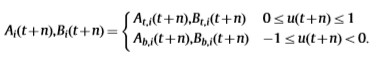 A_i(t+n),B_i(t+n) = { A_{t,i}(t+n),B_{t,i}(t+n)   0≤u(t+n)≤1
A_{b,i}(t+n),B_{b,i}(t+n)   −1≤u(t+n)<0.